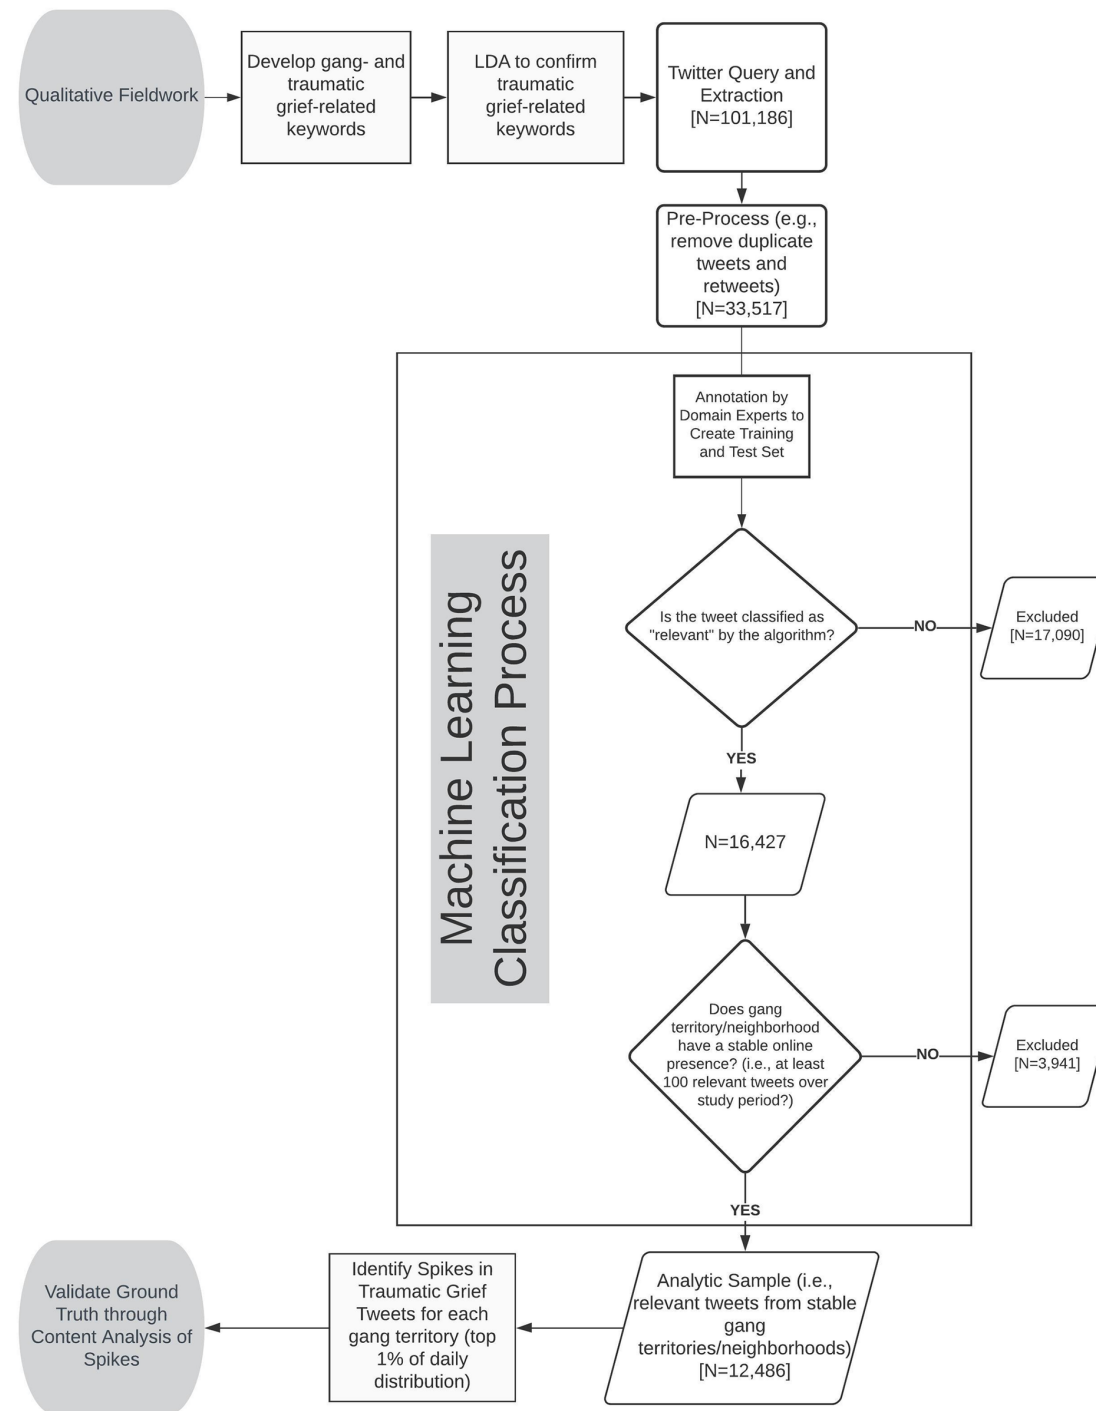 Qualitative Fieldwork
Develop gang- and
traumatic
grief-related
keywords
LDA to confirm
traumatic
grief-related
keywords
Twitter Query and
Extraction
[N=101,186]
Pre-Process (e.g.,
remove duplicate
tweets and
retweets)
[N=33,517]
Annotation by
Domain Experts to
Create Training
and Test Set
Machine Learning
Classification Process
Is the tweet classified as
"relevant" by the algorithm?
NO
Excluded
[N=17,090]
YES
N=16,427
Does gang
territory/neighborhood
have a stable online
presence? (i.e., at least
100 relevant tweets over
study period?)
NO
Excluded
[N=3,941]
YES
Analytic Sample (i.e.,
relevant tweets from stable
gang
territories/neighborhoods)
[N=12,486]
Identify Spikes in
Traumatic Grief
Tweets for each
gang territory (top
1% of daily
distribution)
Validate Ground
Truth through
Content Analysis of
Spikes